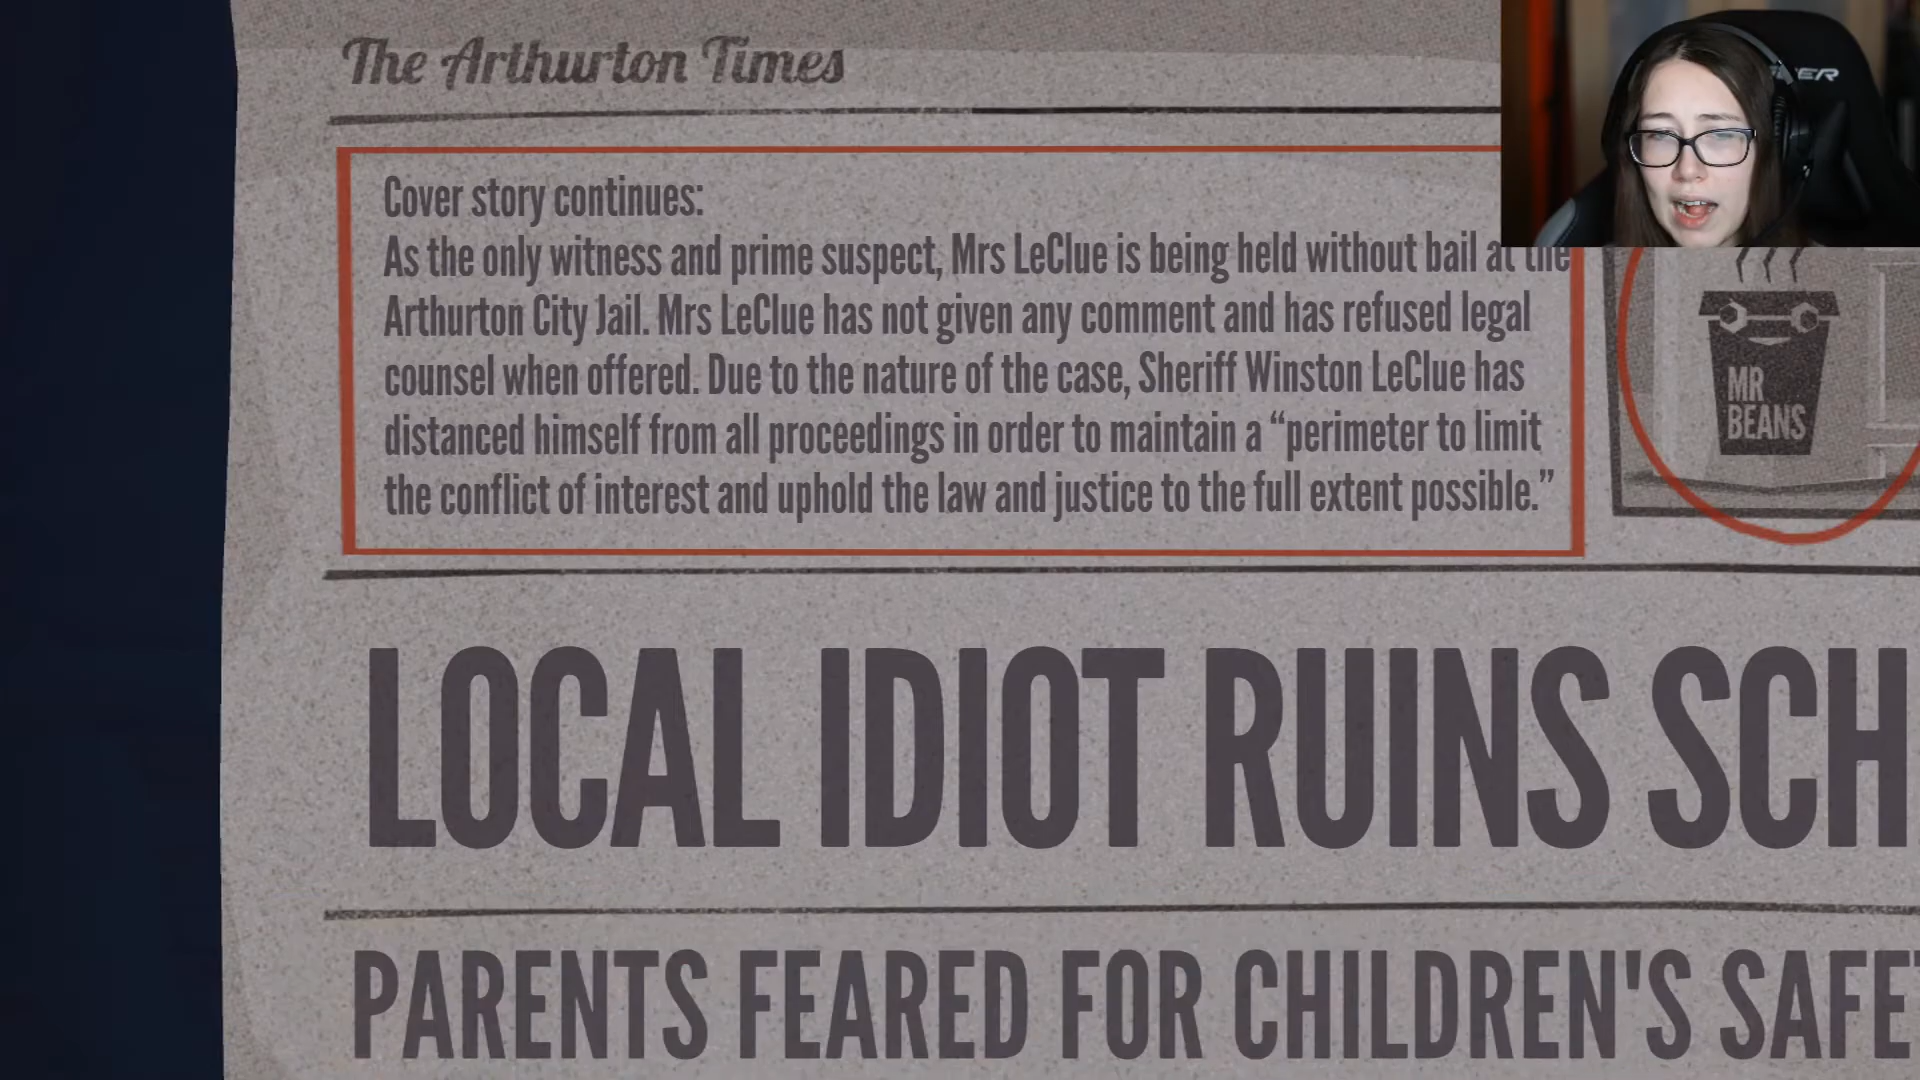 The Arthurton Times
Cover story continues:
As the only witness and prime suspect, Mrs LeClue is being held without bail at the
Arthurton City Jail. Mrs LeClue has not given any comment and has refused legal
counsel when offered. Due to the nature of the case, Sheriff Winston LeClue has
distanced himself from all proceedings in order to maintain a “perimeter to limit
the conflict of interest and uphold the law and justice to the full extent possible.”
MR
BEANS
LOCAL IDIOT RUINS SCH
PARENTS FEARED FOR CHILDREN'S SAFE